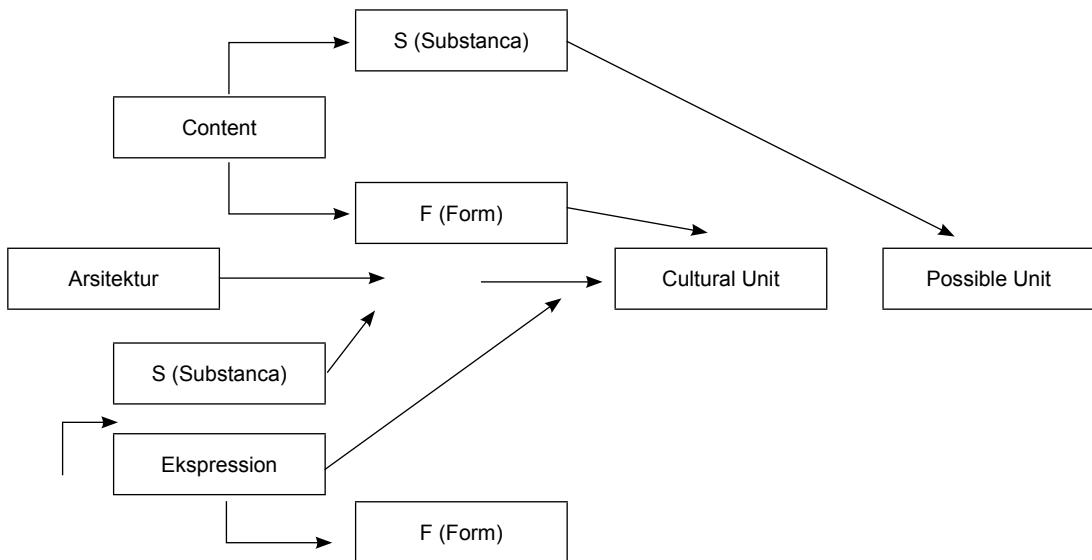 S (Substanca)
Content
F (Form)
Arsitektur
Cultural Unit
Possible Unit
S (Substanca)
Ekspression
F (Form)